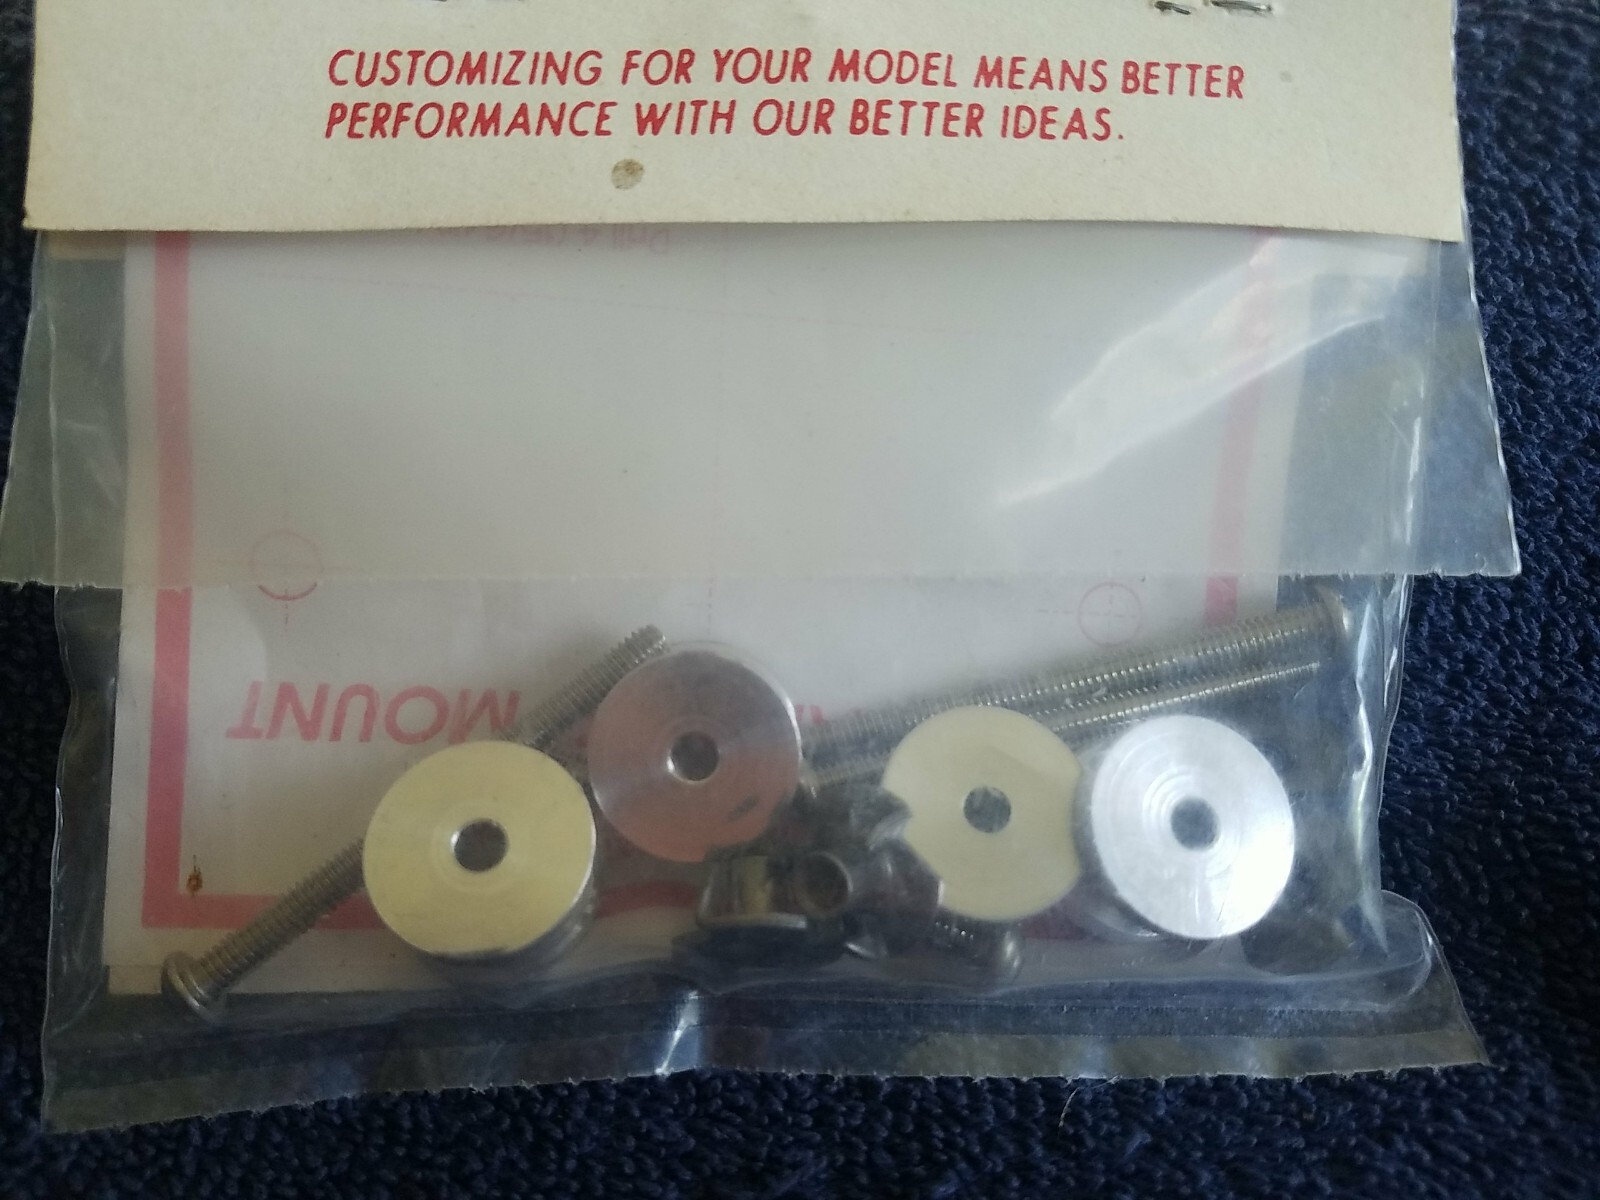 CUSTOMIZING FOR YOUR MODEL MEANS BETTER
PERFORMANCE WITH OUR BETTER IDEAS.
MOUNT